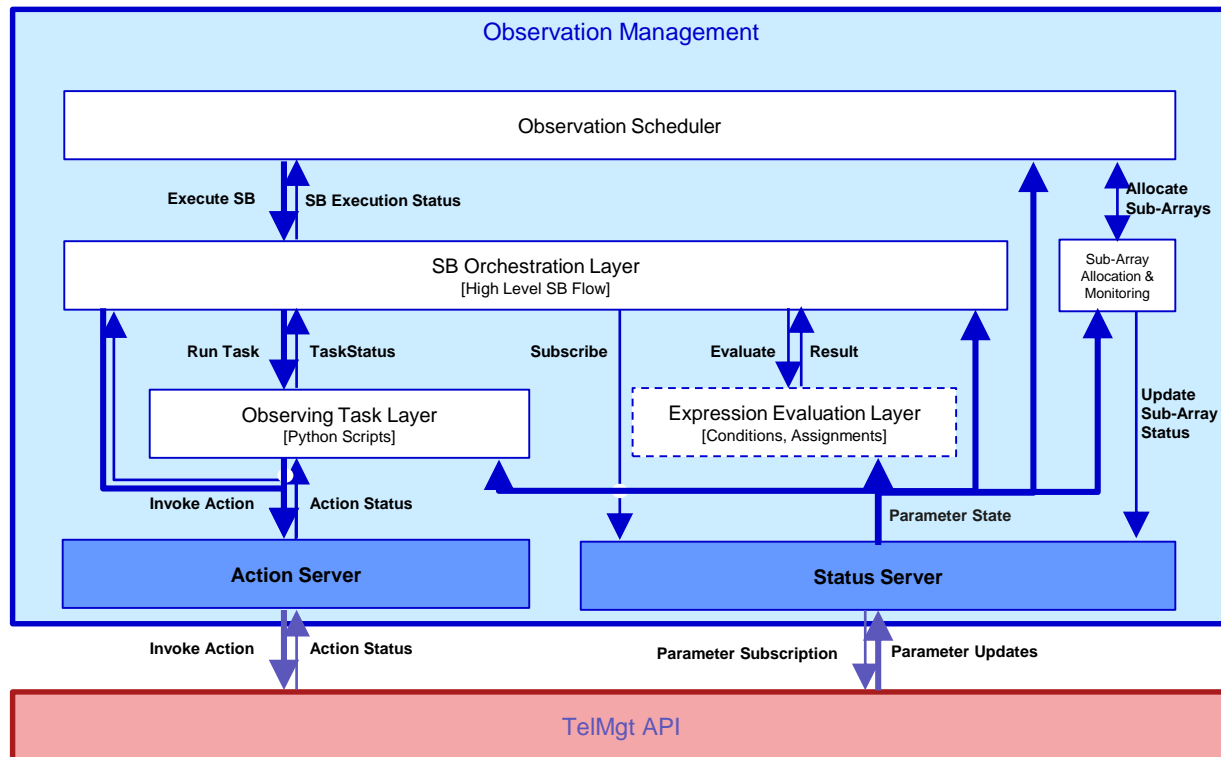 Observation Management
Observation Scheduler
Execute SB
SB Execution Status
Allocate
Sub-Arrays
SB Orchestration Layer
[High Level SB Flow]
Sub-Array
Allocation &
Monitoring
Run Task
TaskStatus
Subscribe
Evaluate
Result
Observing Task Layer
[Python Scripts]
Expression Evaluation Layer
[Conditions, Assignments]
Update
Sub-Array
Status
Invoke Action
Action Status
Parameter State
Action Server
Status Server
Invoke Action
Action Status
Parameter Subscription
Parameter Updates
TelMgt API